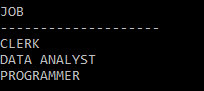 JOB
--------------------
CLERK
DATA ANALYST
PROGRAMMER